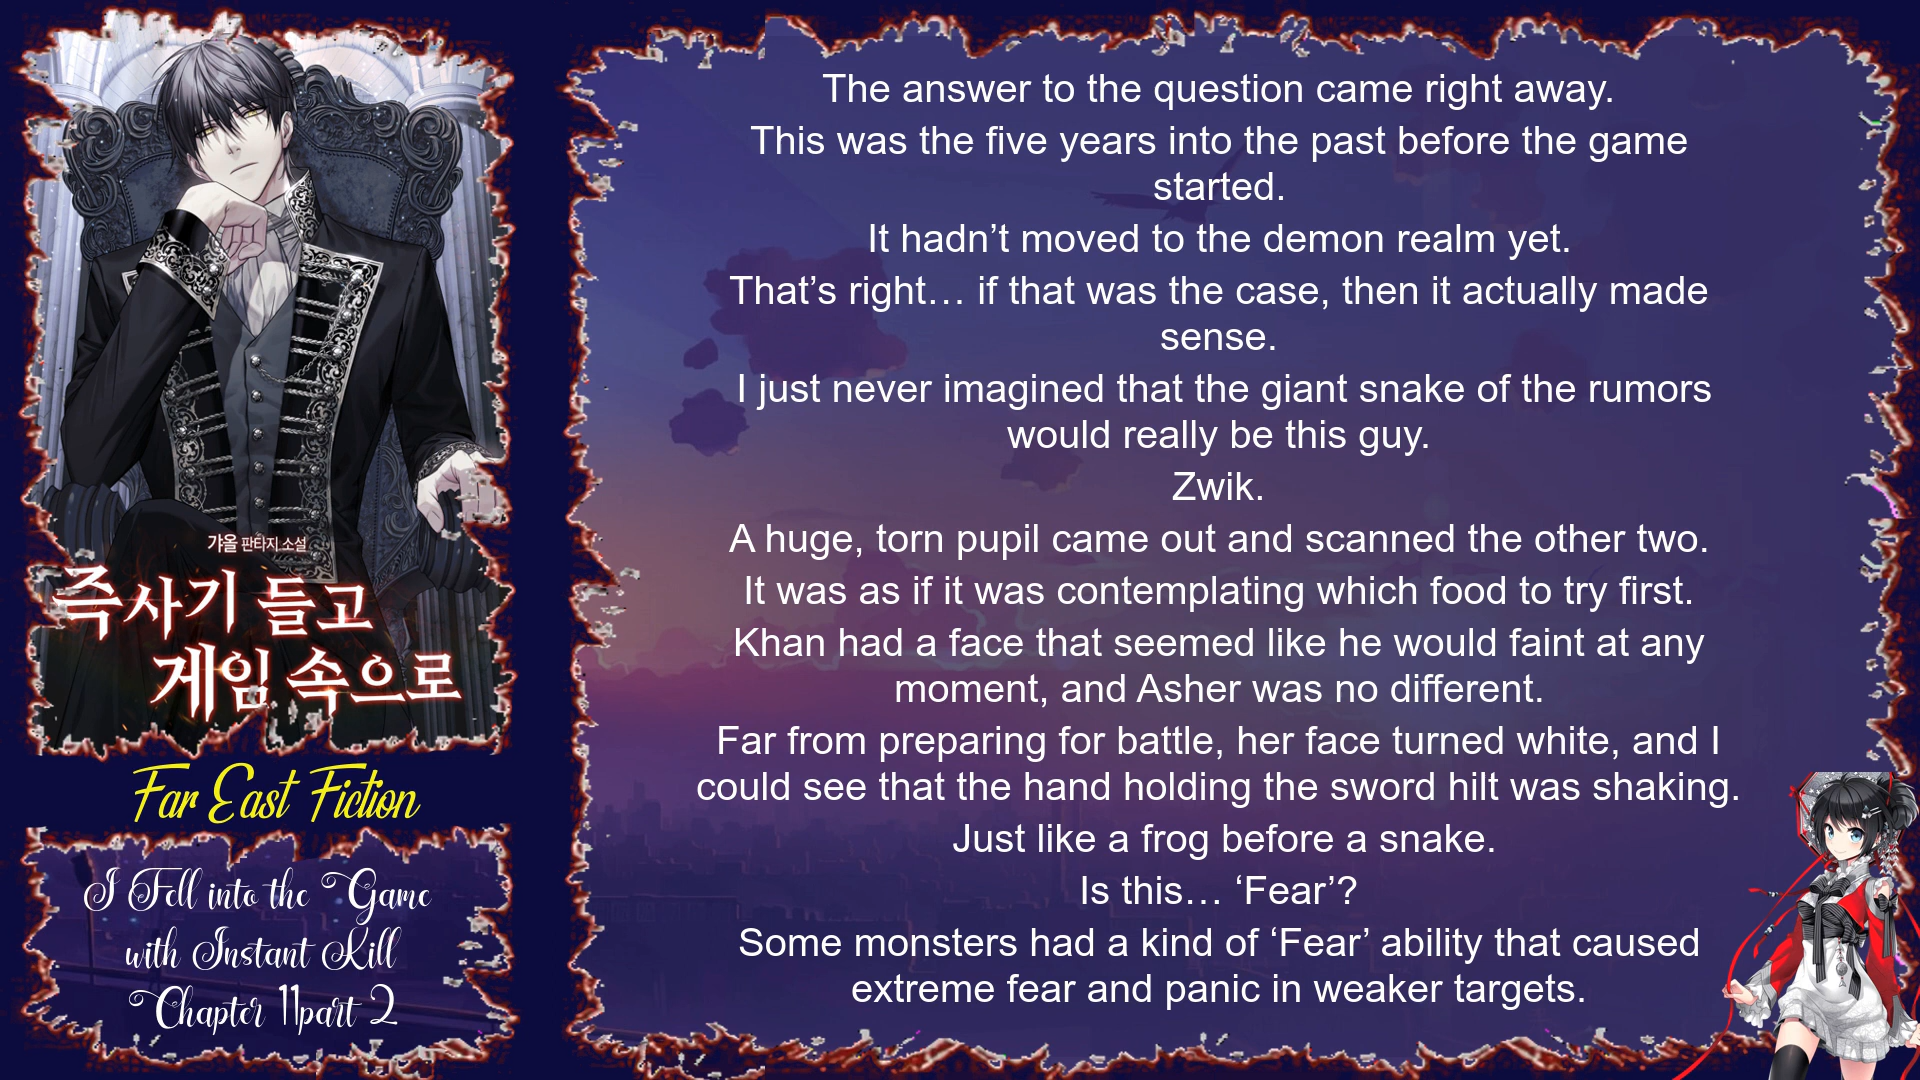 갸올 판타지 소설
즉사기 들고
게임 속으로
Far East Fiction
I Fell into the Game
with Instant Kill
Chapter 11part 2
The answer to the question came right away.
This was the five years into the past before the game
started.
It hadn’t moved to the demon realm yet.
That’s right… if that was the case, then it actually made
sense.
I just never imagined that the giant snake of the rumors
would really be this guy.
Zwik.
A huge, torn pupil came out and scanned the other two.
It was as if it was contemplating which food to try first.
Khan had a face that seemed like he would faint at any
moment, and Asher was no different.
Far from preparing for battle, her face turned white, and I
could see that the hand holding the sword hilt was shaking.
Just like a frog before a snake.
Is this… ‘Fear’?
Some monsters had a kind of ‘Fear’ ability that caused
extreme fear and panic in weaker targets.